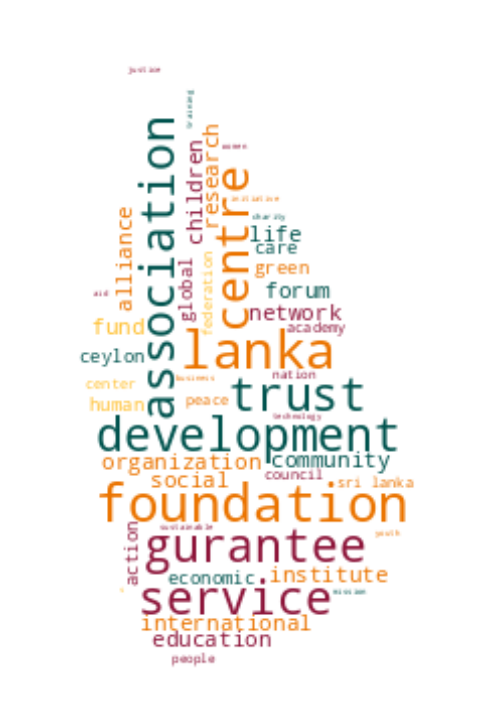 justice
training
association
women
children
research
centre
initiative
alliance
charity
life
care
global
federation
green
aid
forum
network
fund
academy
lanka
ceylon
nation
business
center
trust
human
peace
technology
development
organization
community
social
council
sri lanka
foundation
sustainable
youth
action
gurantee
economic
institute
service
mission
international
education
people